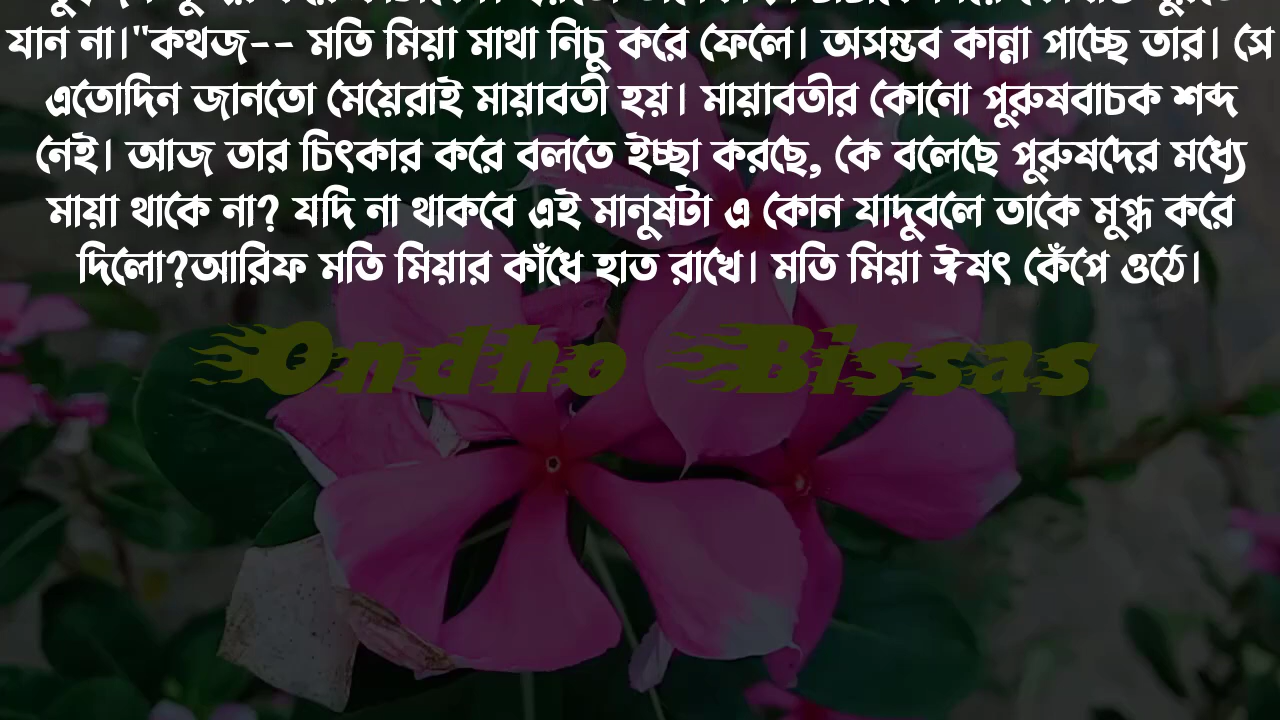 যান না।"কথজ-- মতি মিয়া মাথা নিচু করে ফেলে। অসম্ভব কান্না পাচ্ছে তার। সে
এতোদিন জানতো মেয়েরাই মায়াবতী হয়। মায়াবতীর কোনো পুরুষবাচক শব্দ
নেই। আজ তার চিৎকার করে বলতে ইচ্ছা করছে, কে বলেছে পুরুষদের মধ্যে
মায়া থাকে না? যদি না থাকবে এই মানুষটা এ কোন যাদুবলে তাকে মুগ্ধ করে
দিলো?আরিফ মতি মিয়ার কাঁধে হাত রাখে। মতি মিয়া ঈষৎ কেঁপে ওঠে।
Ondho Bissas